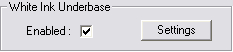 White Ink Underbase
Enabled : Settings